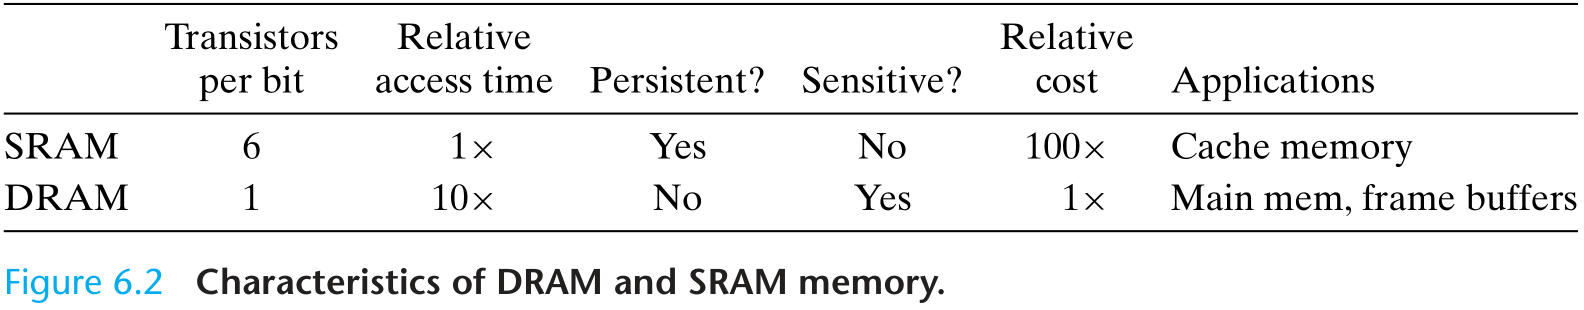 Transistors Relative Relative
per bit access time Persistent? Sensitive? cost Applications
SRAM 6 1× Yes No 100× Cache memory
DRAM 1 10× No Yes 1× Main mem, frame buffers
Figure 6.2 Characteristics of DRAM and SRAM memory.